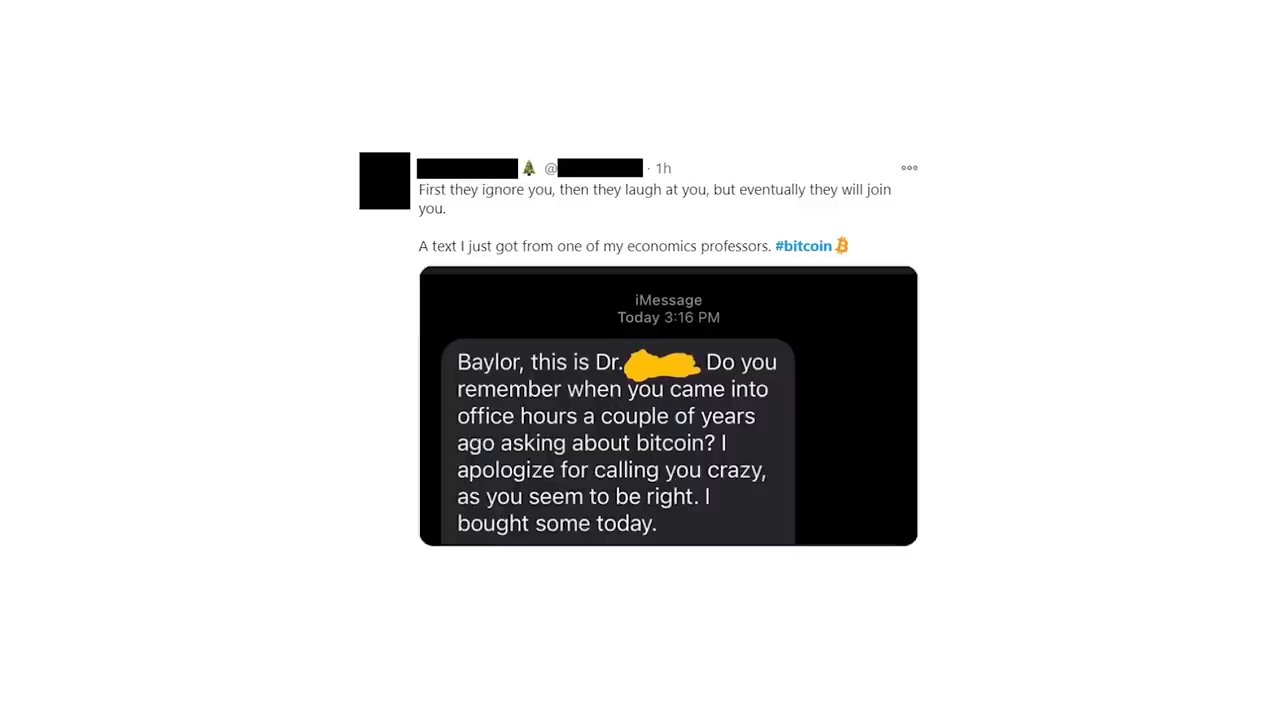 @ · 1h
First they ignore you, then they laugh at you, but eventually they will join
you.
A text I just got from one of my economics professors. #bitcoin
iMessage
Today 3:16 PM
Baylor, this is Dr. Do you
remember when you came into
office hours a couple of years
ago asking about bitcoin? I
apologize for calling you crazy,
as you seem to be right. I
bought some today.